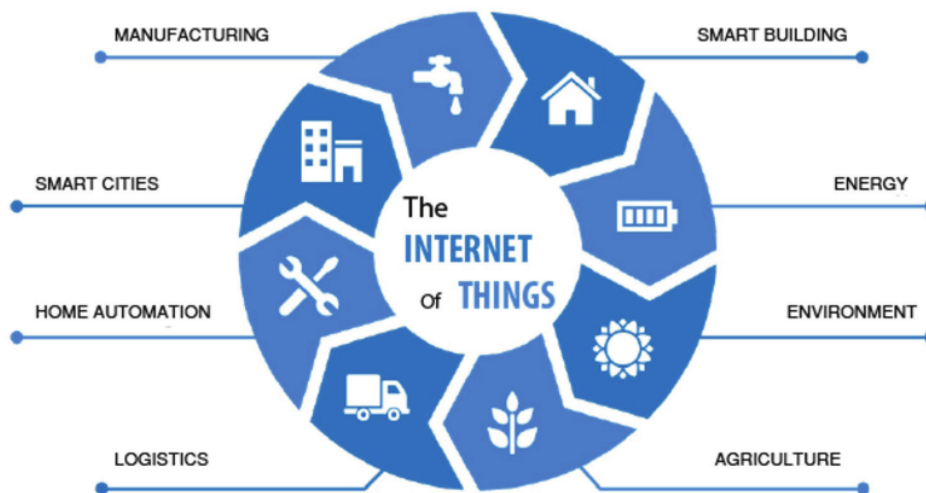 MANUFACTURING
SMART BUILDING
SMART CITIES
ENERGY
HOME AUTOMATION
ENVIRONMENT
LOGISTICS
AGRICULTURE
The
INTERNET
Of THINGS